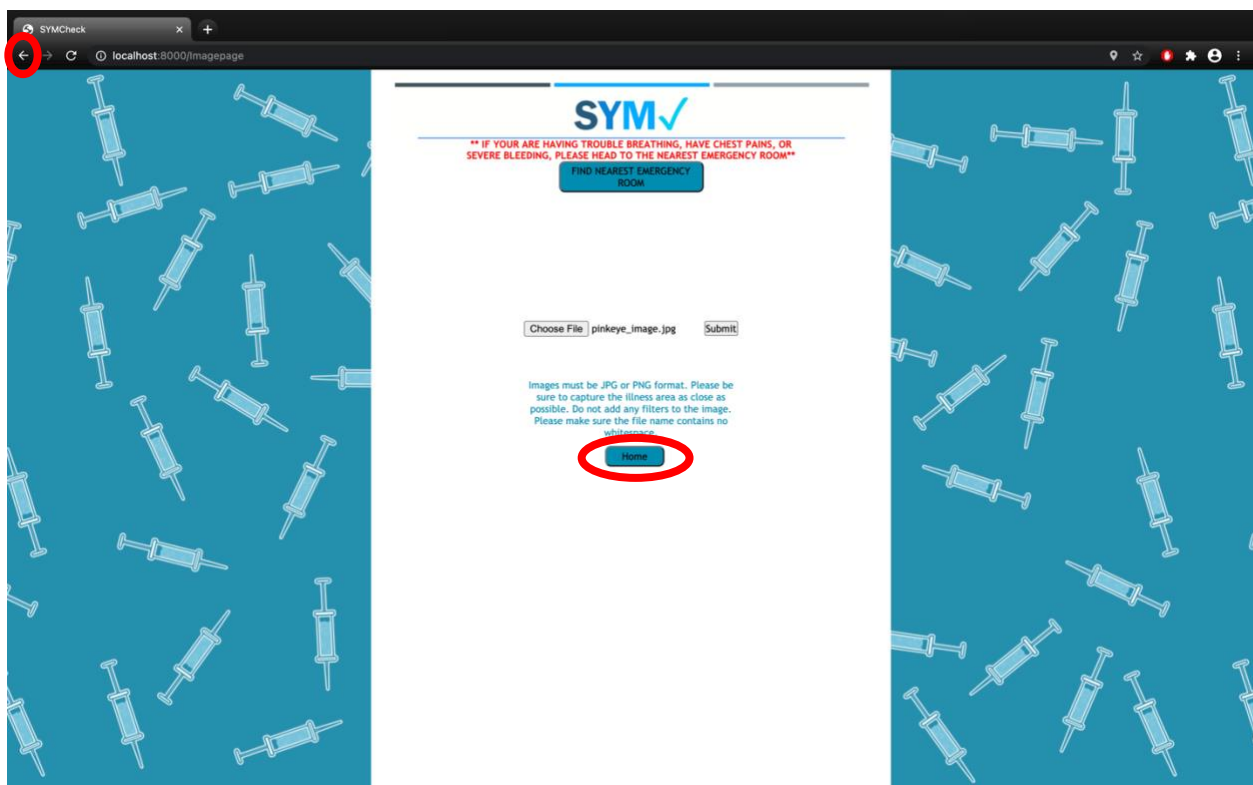 SYMCheck
localhost:8000/Imagepage
SYM
** IF YOUR ARE HAVING TROUBLE BREATHING, HAVE CHEST PAINS, OR
SEVERE BLEEDING, PLEASE HEAD TO THE NEAREST EMERGENCY ROOM**
FIND NEAREST EMERGENCY
ROOM
Choose File pinkeye_image.jpg Submit
Images must be JPG or PNG format. Please be
sure to capture the illness area as close as
possible. Do not add any filters to the image.
Please make sure the file name contains no
whitespace
Home